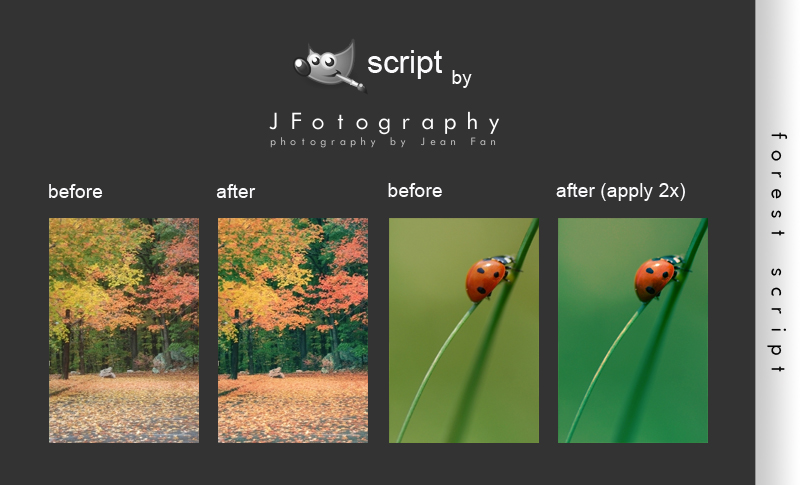 script by
JFotography
photography by Jean Fan
before
after
before
after (apply 2x)
forest script